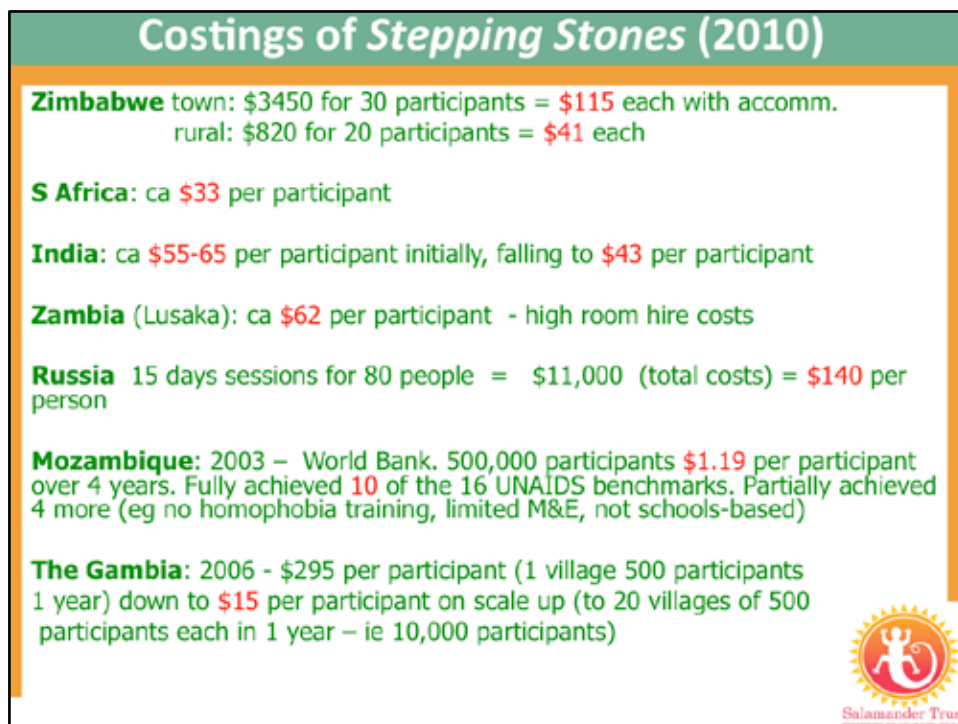 Costings of Stepping Stones (2010)
Zimbabwe town: $3450 for 30 participants = $115 each with accomm.
rural: $820 for 20 participants = $41 each
S Africa: ca $33 per participant
India: ca $55-65 per participant initially, falling to $43 per participant
Zambia (Lusaka): ca $62 per participant - high room hire costs
Russia 15 days sessions for 80 people = $11,000 (total costs) = $140 per
person
Mozambique: 2003 – World Bank. 500,000 participants $1.19 per participant
over 4 years. Fully achieved 10 of the 16 UNAIDS benchmarks. Partially achieved
4 more (eg no homophobia training, limited M&E, not schools-based)
The Gambia: 2006 - $295 per participant (1 village 500 participants
1 year) down to $15 per participant on scale up (to 20 villages of 500
participants each in 1 year – ie 10,000 participants)
Salamander Trus